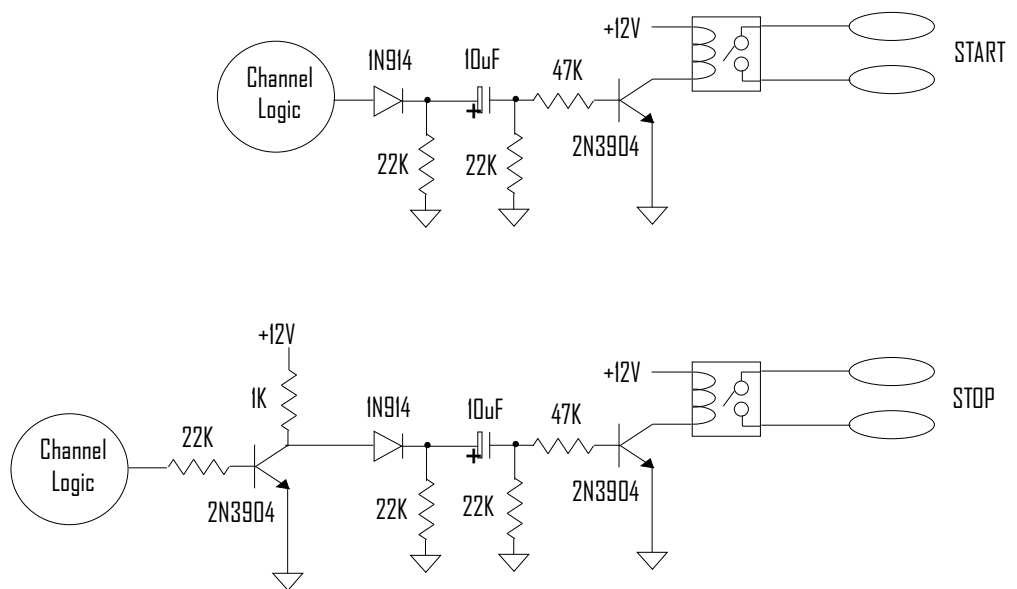 +12V
START
1N914
10uF
47K
Channel
Logic
2N3904
22K
22K
+
+12V
1K
+12V
STOP
1N914
10uF
47K
Channel
Logic
22K
2N3904
22K
22K
2N3904
+